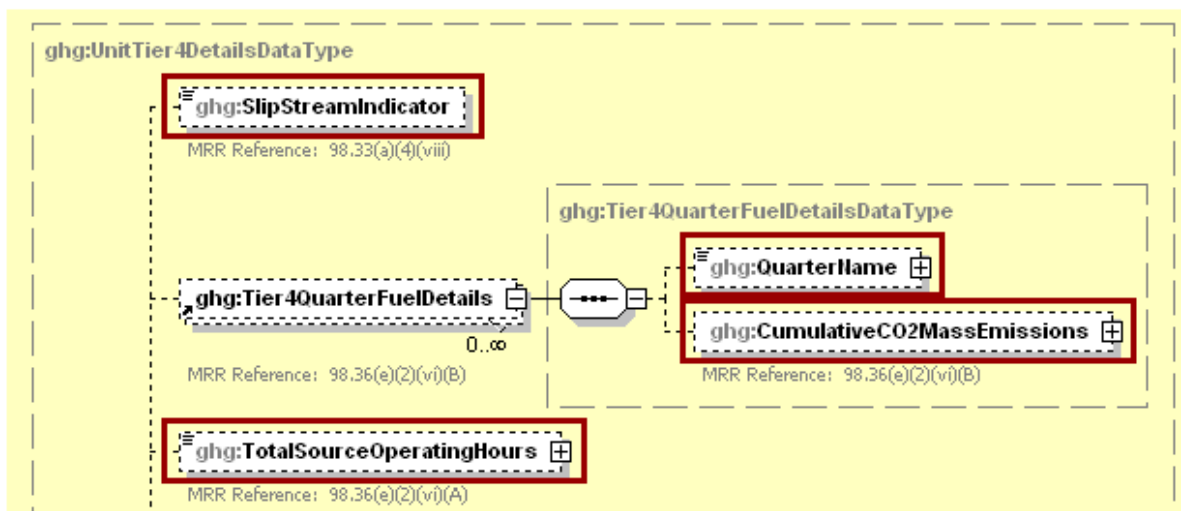 ghg:UnitTier4DetailsDataType
ghg:SlipStreamIndicator
MRR Reference: 98.33(a)(4)(viii)
ghg:Tier4QuarterFuelDetailsDataType
ghg:QuarterName
ghg:Tier4QuarterFuelDetails
ghg:CumulativeCO2MassEmissions
0..∞
MRR Reference: 98.36(e)(2)(vi)(B)
MRR Reference: 98.36(e)(2)(vi)(B)
ghg:TotalSourceOperatingHours
MRR Reference: 98.36(e)(2)(vi)(A)